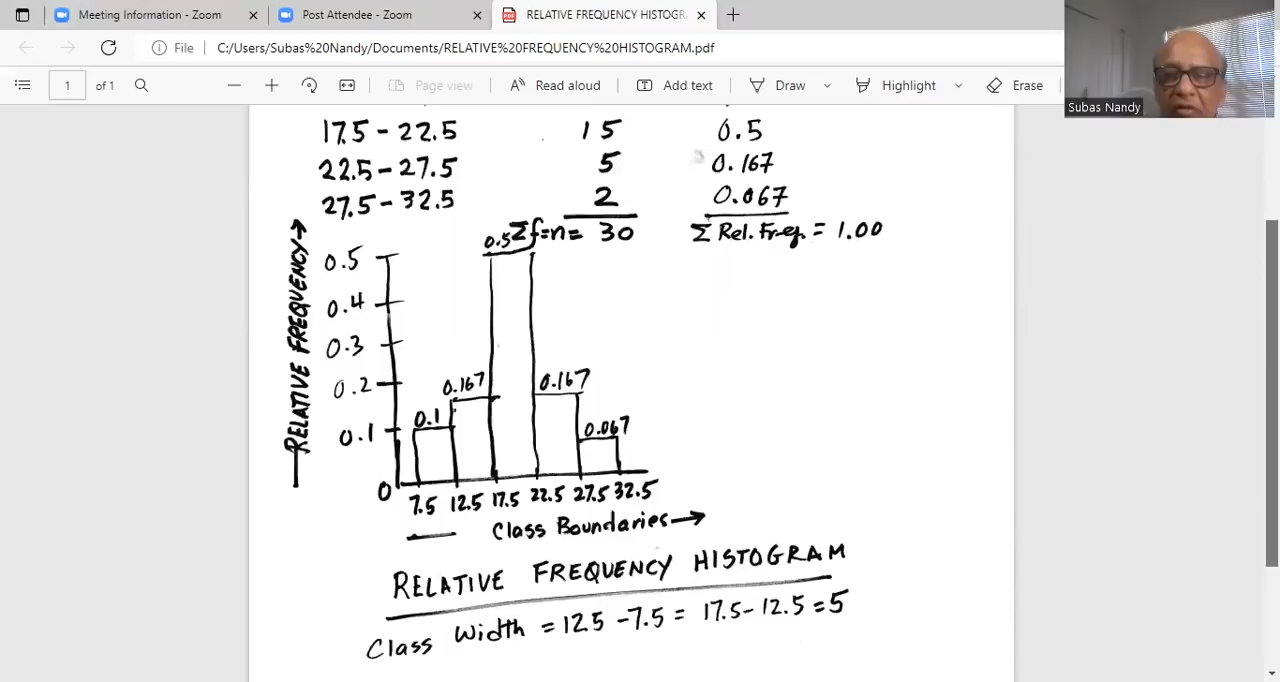 Meeting Information - Zoom
Post Attendee - Zoom
RELATIVE FREQUENCY HISTOGR
File
C:/Users/Subas%20Nandy/Documents/RELATIVE%20FREQUENCY%20HISTOGRAM.pdf
1 of 1
Page view
Read aloud
Add text
Draw
Highlight
Erase
Subas Nandy
17.5 - 22.5 15 0.5
22.5 - 27.5 5 0.167
27.5 - 32.5 2 0.067
Σf=n= 30 Σ Rel. Freq. = 1.00
RELATIVE FREQUENCY→
0.5
0.4
0.3
0.2
0.1
0
0.1
0.167
0.5
0.167
0.067
7.5 12.5 17.5 22.5 27.5 32.5
Class Boundaries →
RELATIVE FREQUENCY HISTOGRAM
Class Width = 12.5 - 7.5 = 17.5 - 12.5 = 5